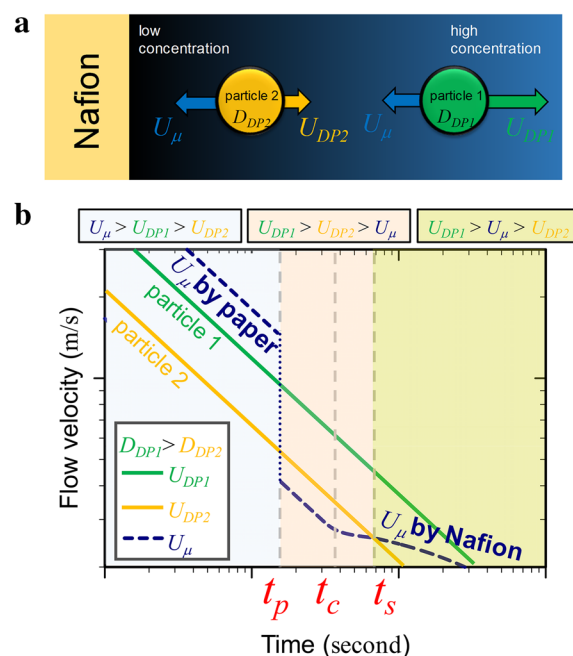 a
low
concentration
high
concentration
Nafion
particle 2
D_DP2
particle 1
D_DP1
U_μ
U_DP2
U_μ
U_DP1
b
U_μ > U_DP1 > U_DP2
U_DP1 > U_DP2 > U_μ
U_DP1 > U_μ > U_DP2
U_μ by paper
particle 1
particle 2
D_DP1 > D_DP2
U_DP1
U_DP2
U_μ
U_μ by Nafion
Flow velocity (m/s)
t_p
t_c
t_s
Time (second)